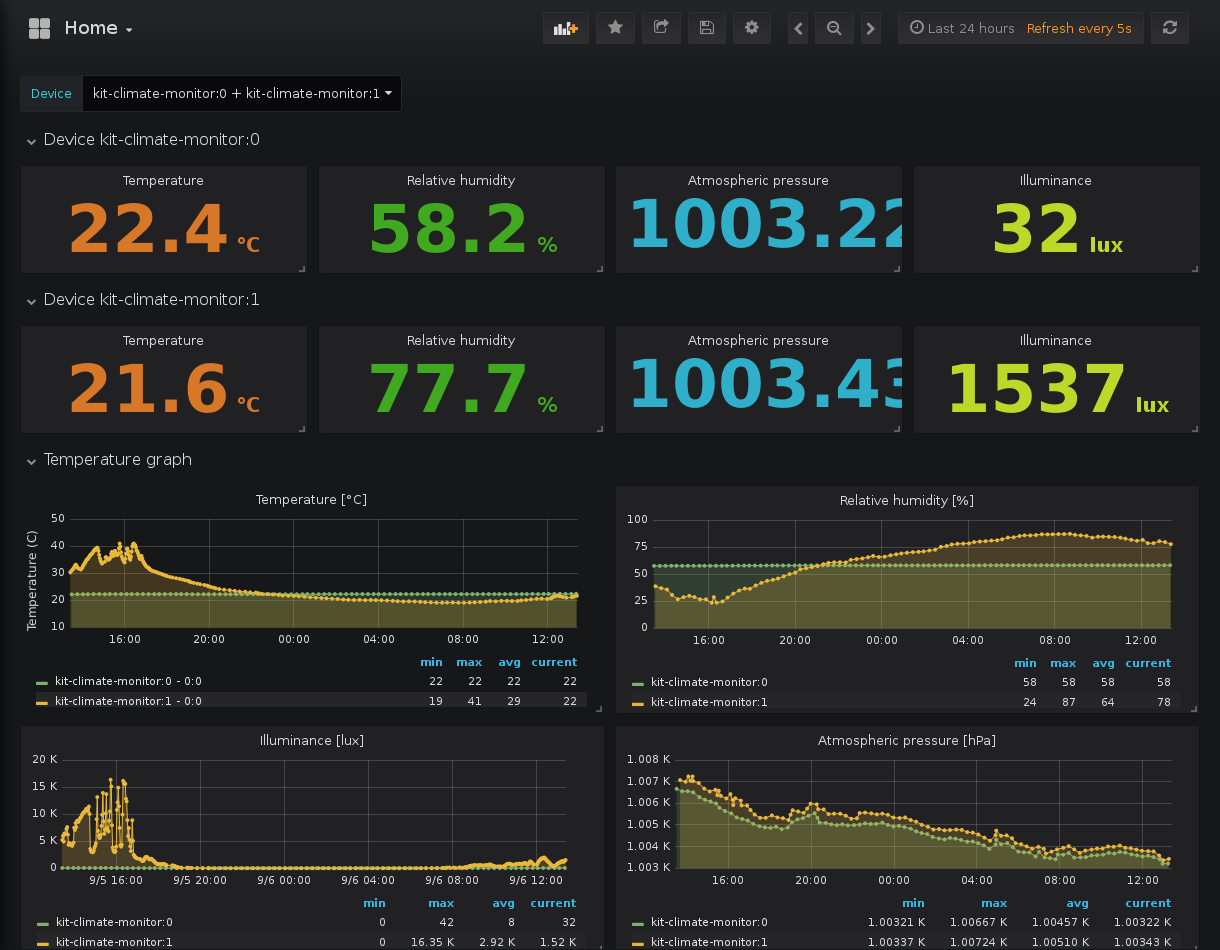 Home
Last 24 hours Refresh every 5s
Device kit-climate-monitor:0 + kit-climate-monitor:1
Device kit-climate-monitor:0
Temperature Relative humidity Atmospheric pressure Illuminance
22.4 °C 58.2 % 1003.22 32 lux
Device kit-climate-monitor:1
Temperature Relative humidity Atmospheric pressure Illuminance
21.6 °C 77.7 % 1003.43 1537 lux
Temperature graph
Temperature [°C]
Temperature (C)
50
40
30
20
10
16:00 20:00 00:00 04:00 08:00 12:00
min max avg current
kit-climate-monitor:0 - 0:0 22 22 22 22
kit-climate-monitor:1 - 0:0 19 41 29 22
Relative humidity [%]
100
75
50
25
0
16:00 20:00 00:00 04:00 08:00 12:00
min max avg current
kit-climate-monitor:0 58 58 58 58
kit-climate-monitor:1 24 87 64 78
Illuminance [lux]
20 K
15 K
10 K
5 K
0
9/5 16:00 9/5 20:00 9/6 00:00 9/6 04:00 9/6 08:00 9/6 12:00
min max avg current
kit-climate-monitor:0 0 42 8 32
kit-climate-monitor:1 0 16.35 K 2.92 K 1.52 K
Atmospheric pressure [hPa]
1.008 K
1.007 K
1.006 K
1.005 K
1.004 K
1.003 K
16:00 20:00 00:00 04:00 08:00 12:00
min max avg current
kit-climate-monitor:0 1.00321 K 1.00667 K 1.00457 K 1.00322 K
kit-climate-monitor:1 1.00337 K 1.00724 K 1.00510 K 1.00343 K